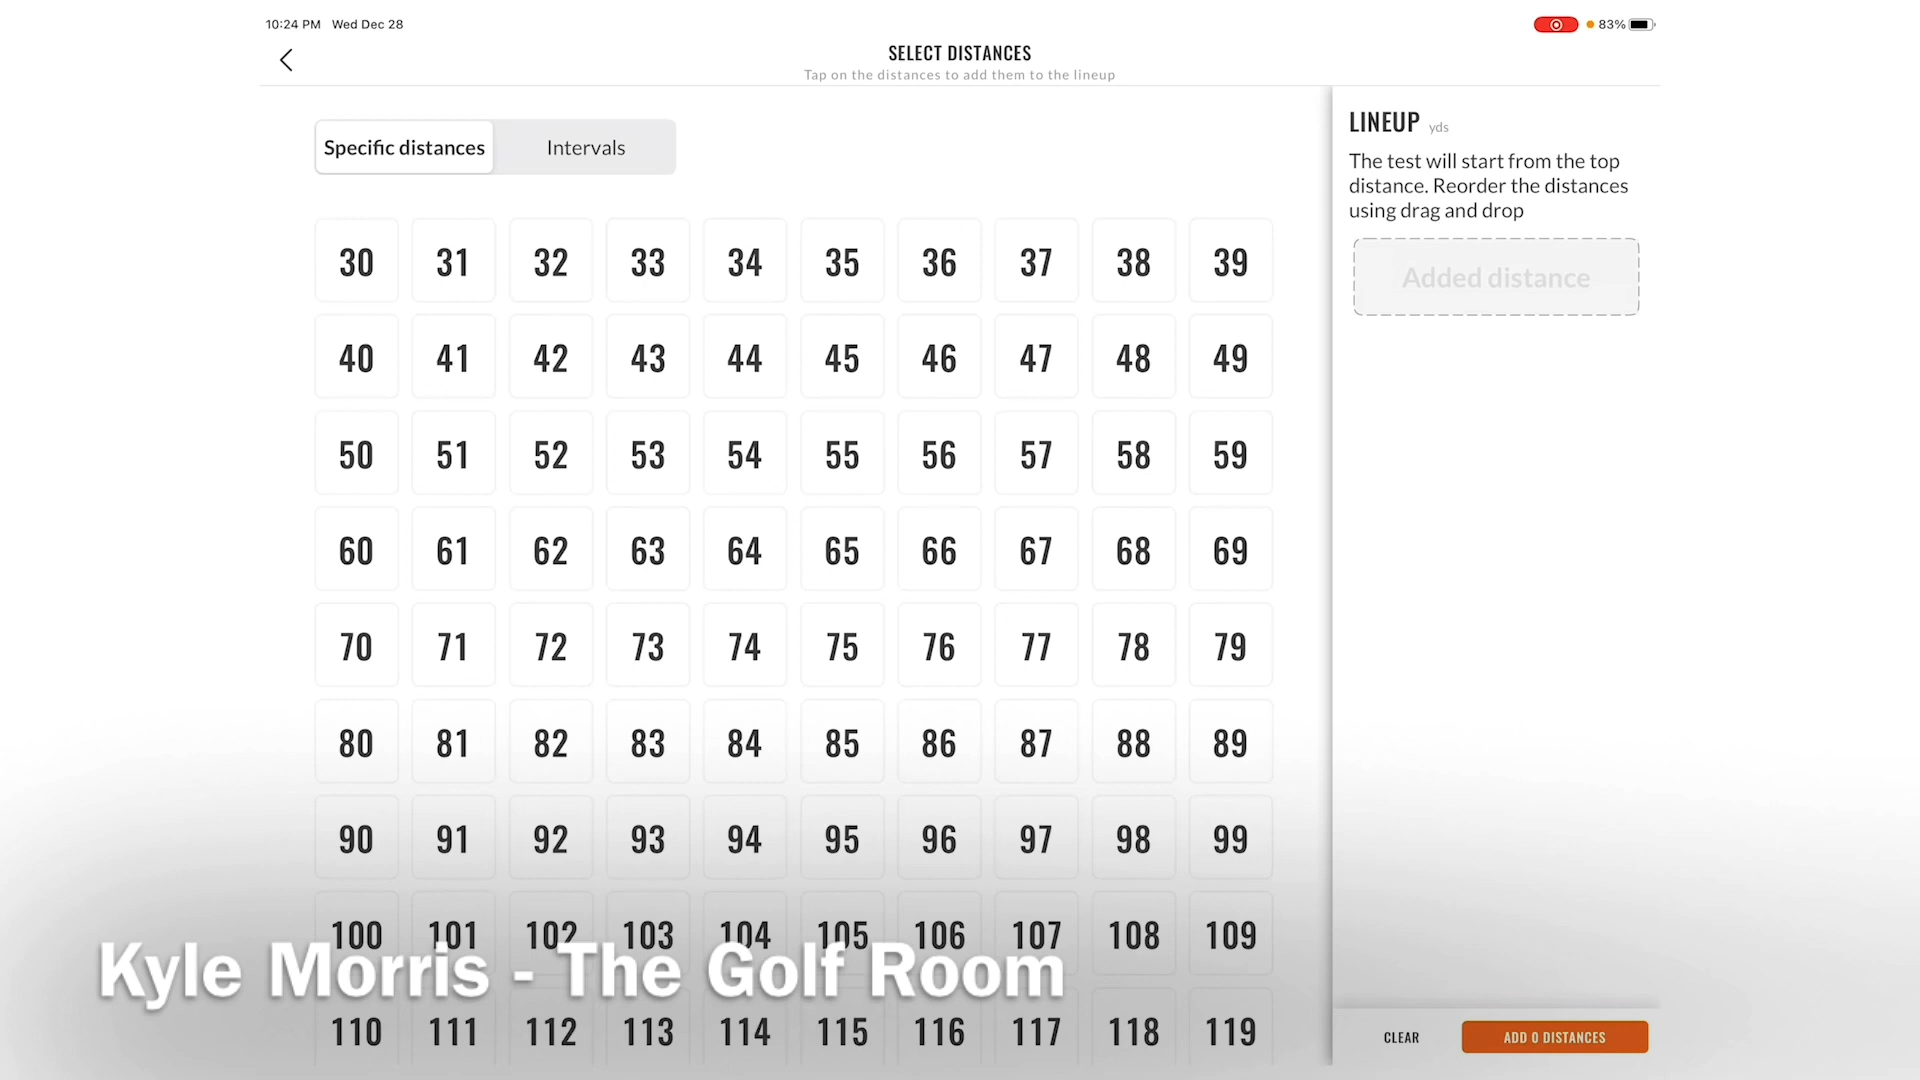 10:24 PM Wed Dec 28
83%
SELECT DISTANCES
Tap on the distances to add them to the lineup
Specific distances Intervals
30 31 32 33 34 35 36 37 38 39
40 41 42 43 44 45 46 47 48 49
50 51 52 53 54 55 56 57 58 59
60 61 62 63 64 65 66 67 68 69
70 71 72 73 74 75 76 77 78 79
80 81 82 83 84 85 86 87 88 89
90 91 92 93 94 95 96 97 98 99
100 101 102 103 104 105 106 107 108 109
110 111 112 113 114 115 116 117 118 119
LINEUP yds
The test will start from the top
distance. Reorder the distances
using drag and drop
Added distance
CLEAR ADD 0 DISTANCES
Kyle Morris - The Golf Room